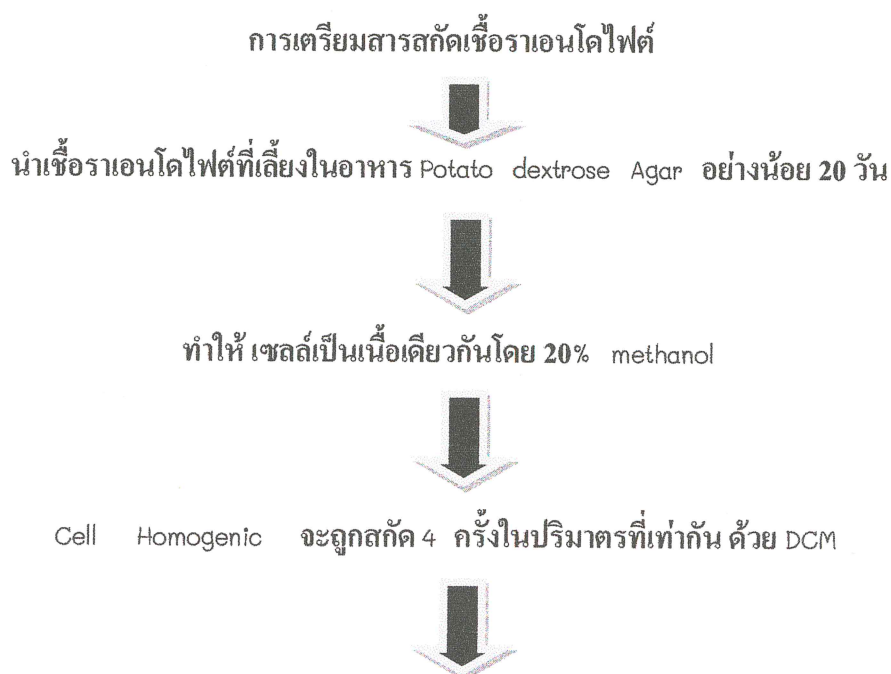 การเตรียมสารสกัดเชื้อราเอนโดไฟต์
นำเชื้อราเอนโดไฟต์ที่เลี้ยงในอาหาร Potato dextrose Agar อย่างน้อย 20 วัน
ทำให้ เซลล์เป็นเนื้อเดียวกันโดย 20% methanol
Cell Homogenic จะถูกสกัด 4 ครั้งในปริมาตรที่เท่ากัน ด้วย DCM